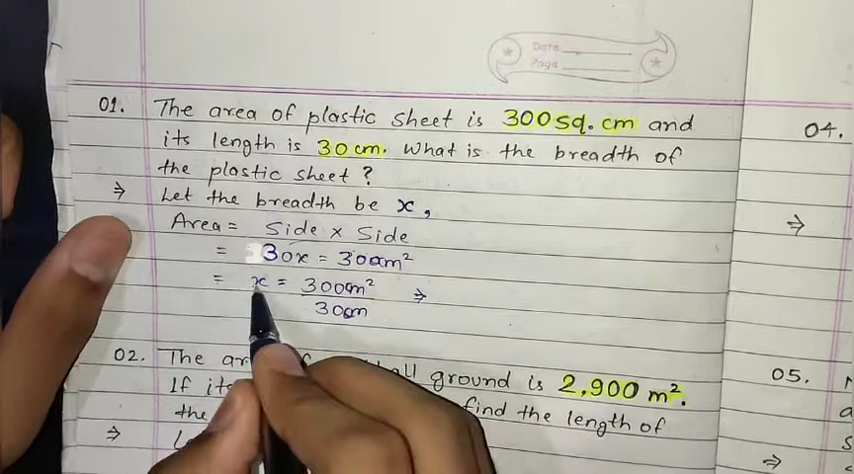 Date
Page
01. The area of plastic sheet is 300 sq. cm and
its length is 30 cm. What is the breadth of
the plastic sheet ?
⇒ Let the breadth be x,
Area = Side × Side
= 30x = 300cm²
= x = 300cm² ⇒
30cm
02. The ground is 2,900 m².
If
the find the length of
⇒
04.
⇒
05.
⇒